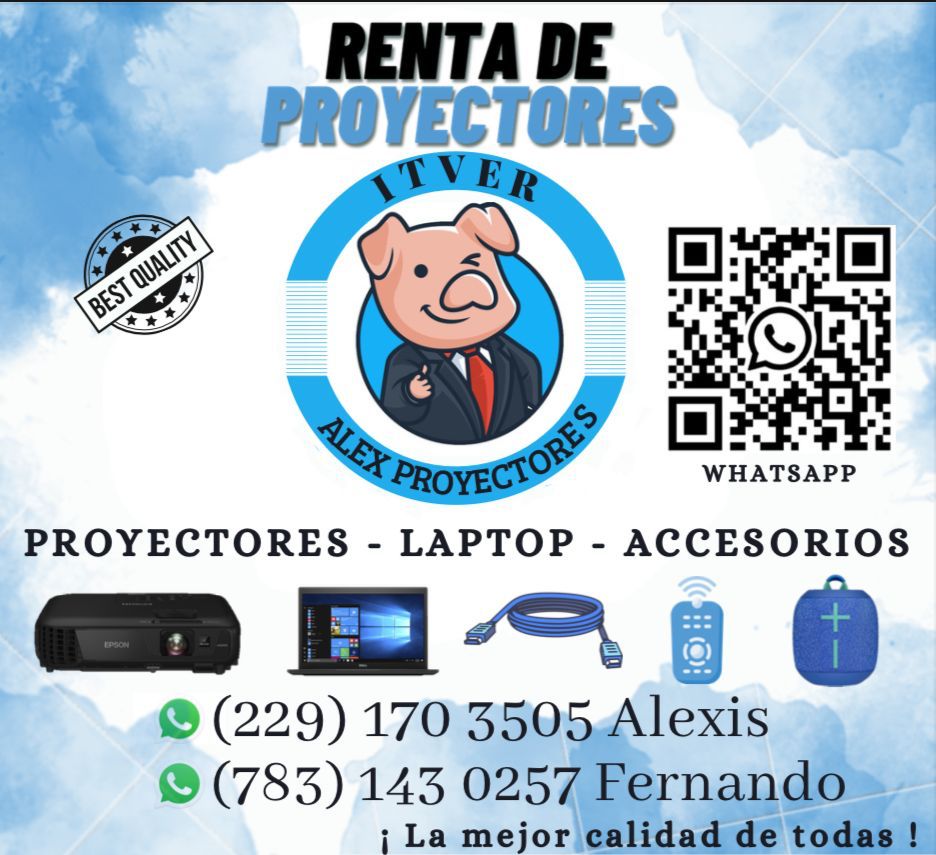 RENTA DE
PROYECTORES
ITVER
BEST QUALITY
ALEX PROYECTORES
WHATSAPP
PROYECTORES - LAPTOP - ACCESORIOS
EPSON
(229) 170 3505 Alexis
(783) 143 0257 Fernando
¡ La mejor calidad de todas !